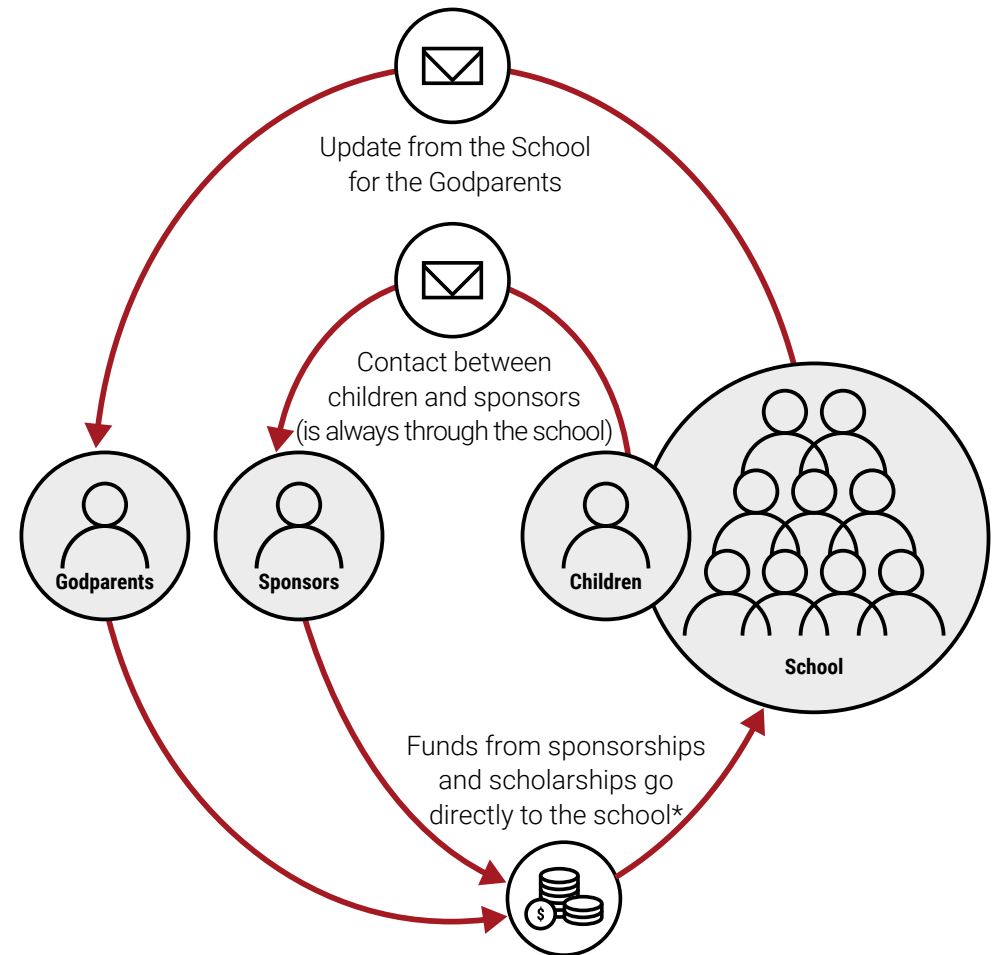 Update from the School
for the Godparents
Contact between
children and sponsors
(is always through the school)
Godparents
Sponsors
Children
School
Funds from sponsorships
and scholarships go
directly to the school*
$